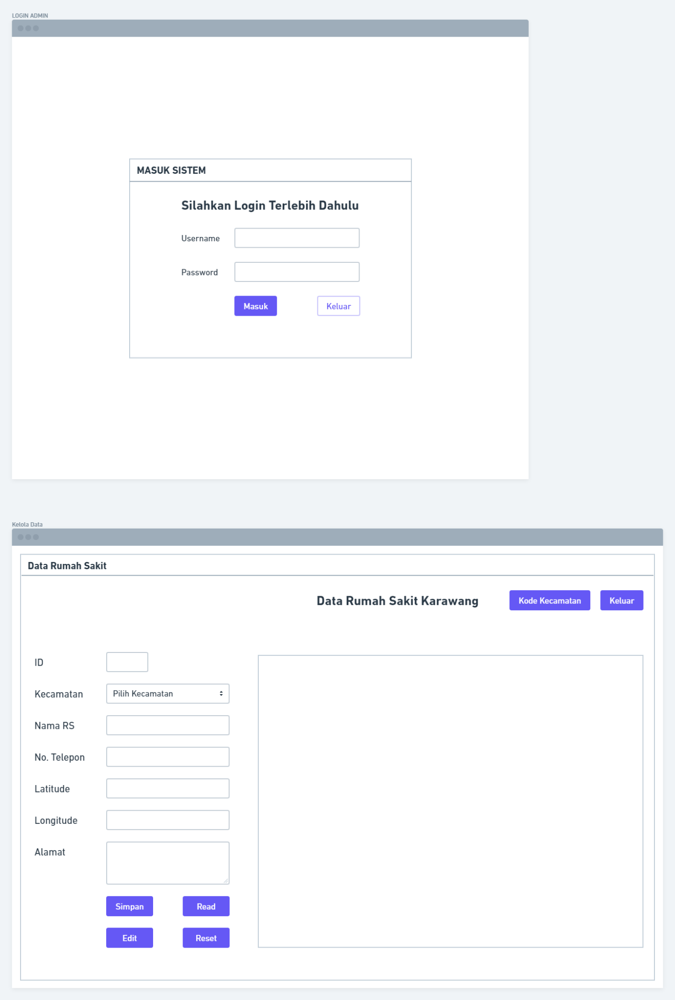 LOGIN ADMIN
MASUK SISTEM
Silahkan Login Terlebih Dahulu
Username
Password
Masuk
Keluar
Kelola Data
Data Rumah Sakit
Data Rumah Sakit Karawang
Kode Kecamatan
Keluar
ID
Kecamatan
Pilih Kecamatan
Nama RS
No. Telepon
Latitude
Longitude
Alamat
Simpan
Read
Edit
Reset